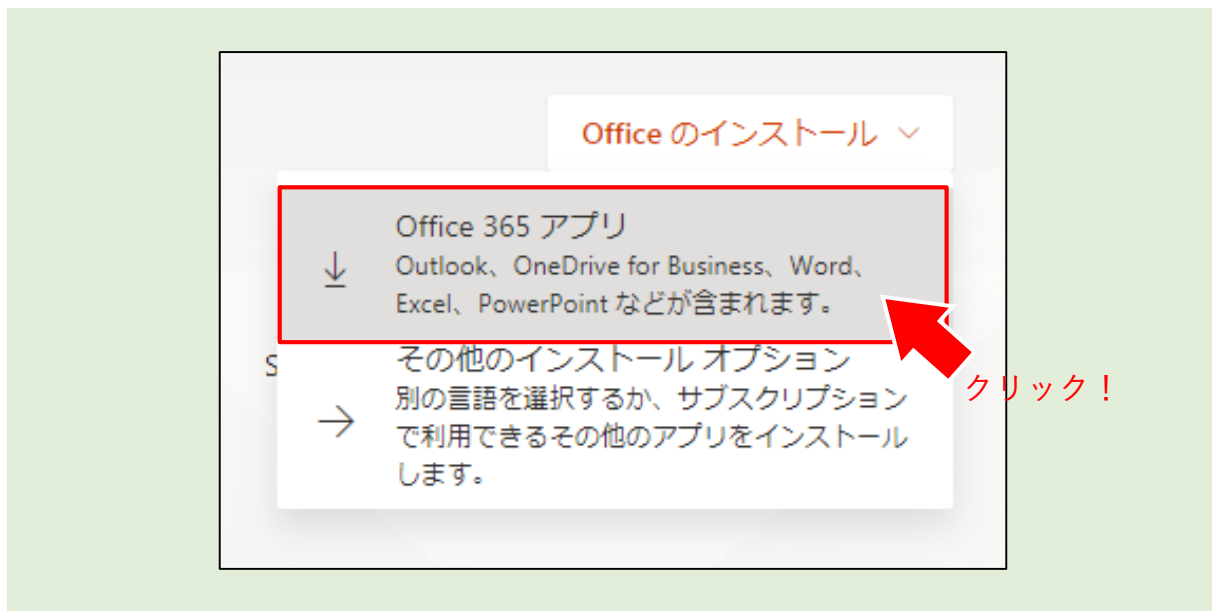 Office のインストール
Office 365 アプリ
Outlook、OneDrive for Business、Word、
Excel、PowerPoint などが含まれます。
S
その他のインストール オプション
別の言語を選択するか、サブスクリプション
で利用できるその他のアプリをインストール
します。
クリック！